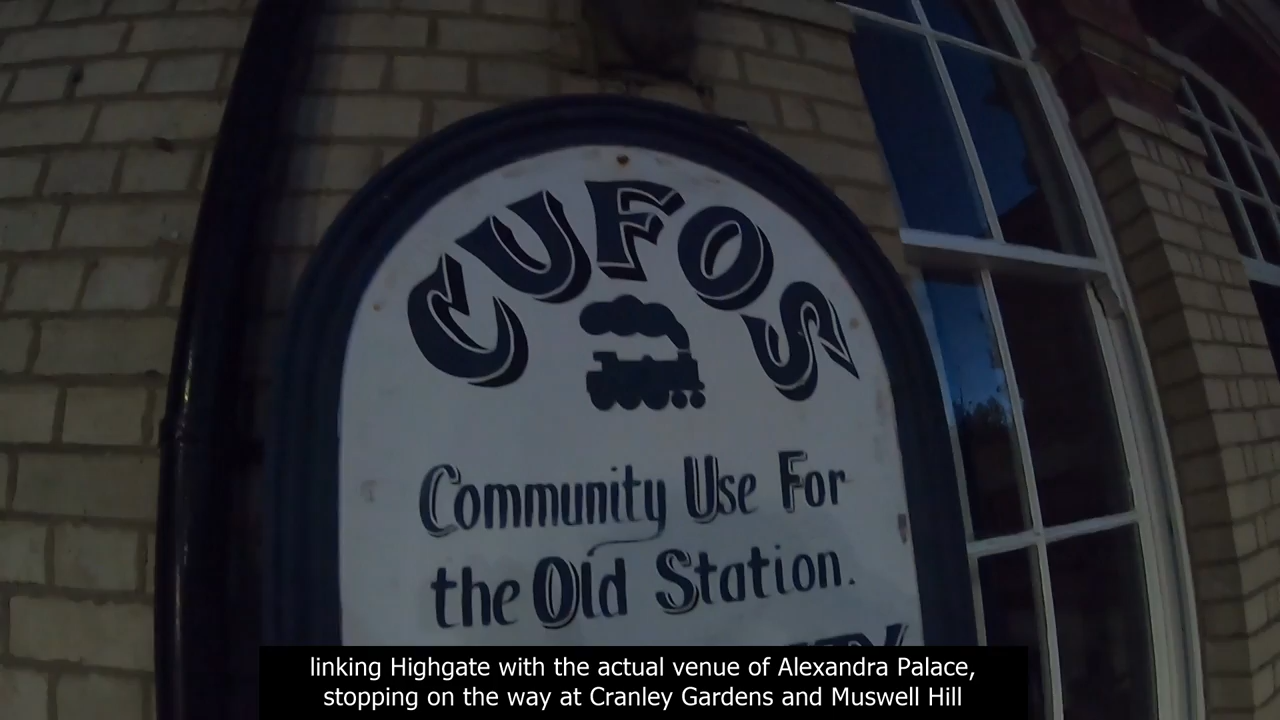 CUFOS
Community Use For
the Old Station.
linking Highgate with the actual venue of Alexandra Palace,
stopping on the way at Cranley Gardens and Muswell Hill